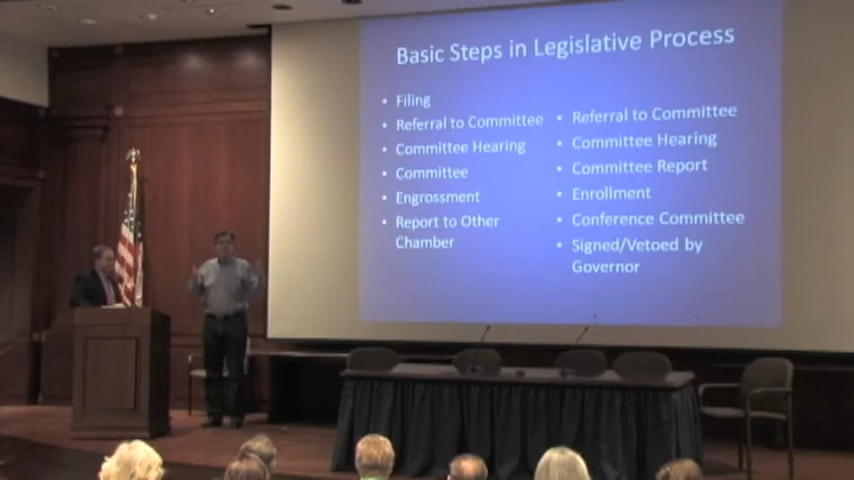 Basic Steps in Legislative Process
• Filing
• Referral to Committee
• Committee Hearing
• Committee
• Engrossment
• Report to Other
Chamber
• Referral to Committee
• Committee Hearing
• Committee Report
• Enrollment
• Conference Committee
• Signed/Vetoed by
Governor